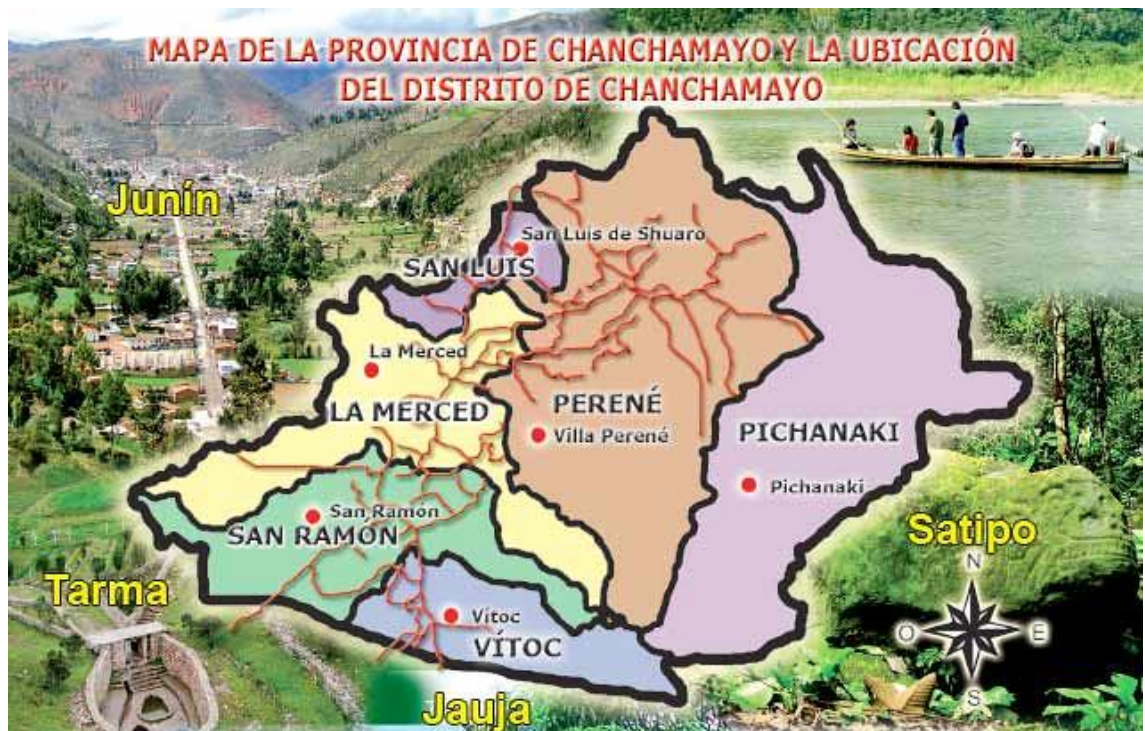 MAPA DE LA PROVINCIA DE CHANCHAMAYO Y LA UBICACIÓN
DEL DISTRITO DE CHANCHAMAYO
Junín
San Luis de Shuaro
SAN LUIS
La Merced
LA MERCED
PERENÉ
Villa Perené
PICHANAKI
Pichanaki
San Ramón
SAN RAMÓN
Satipo
Tarma
Vítoc
VÍTOC
Jauja
N
O
E
S